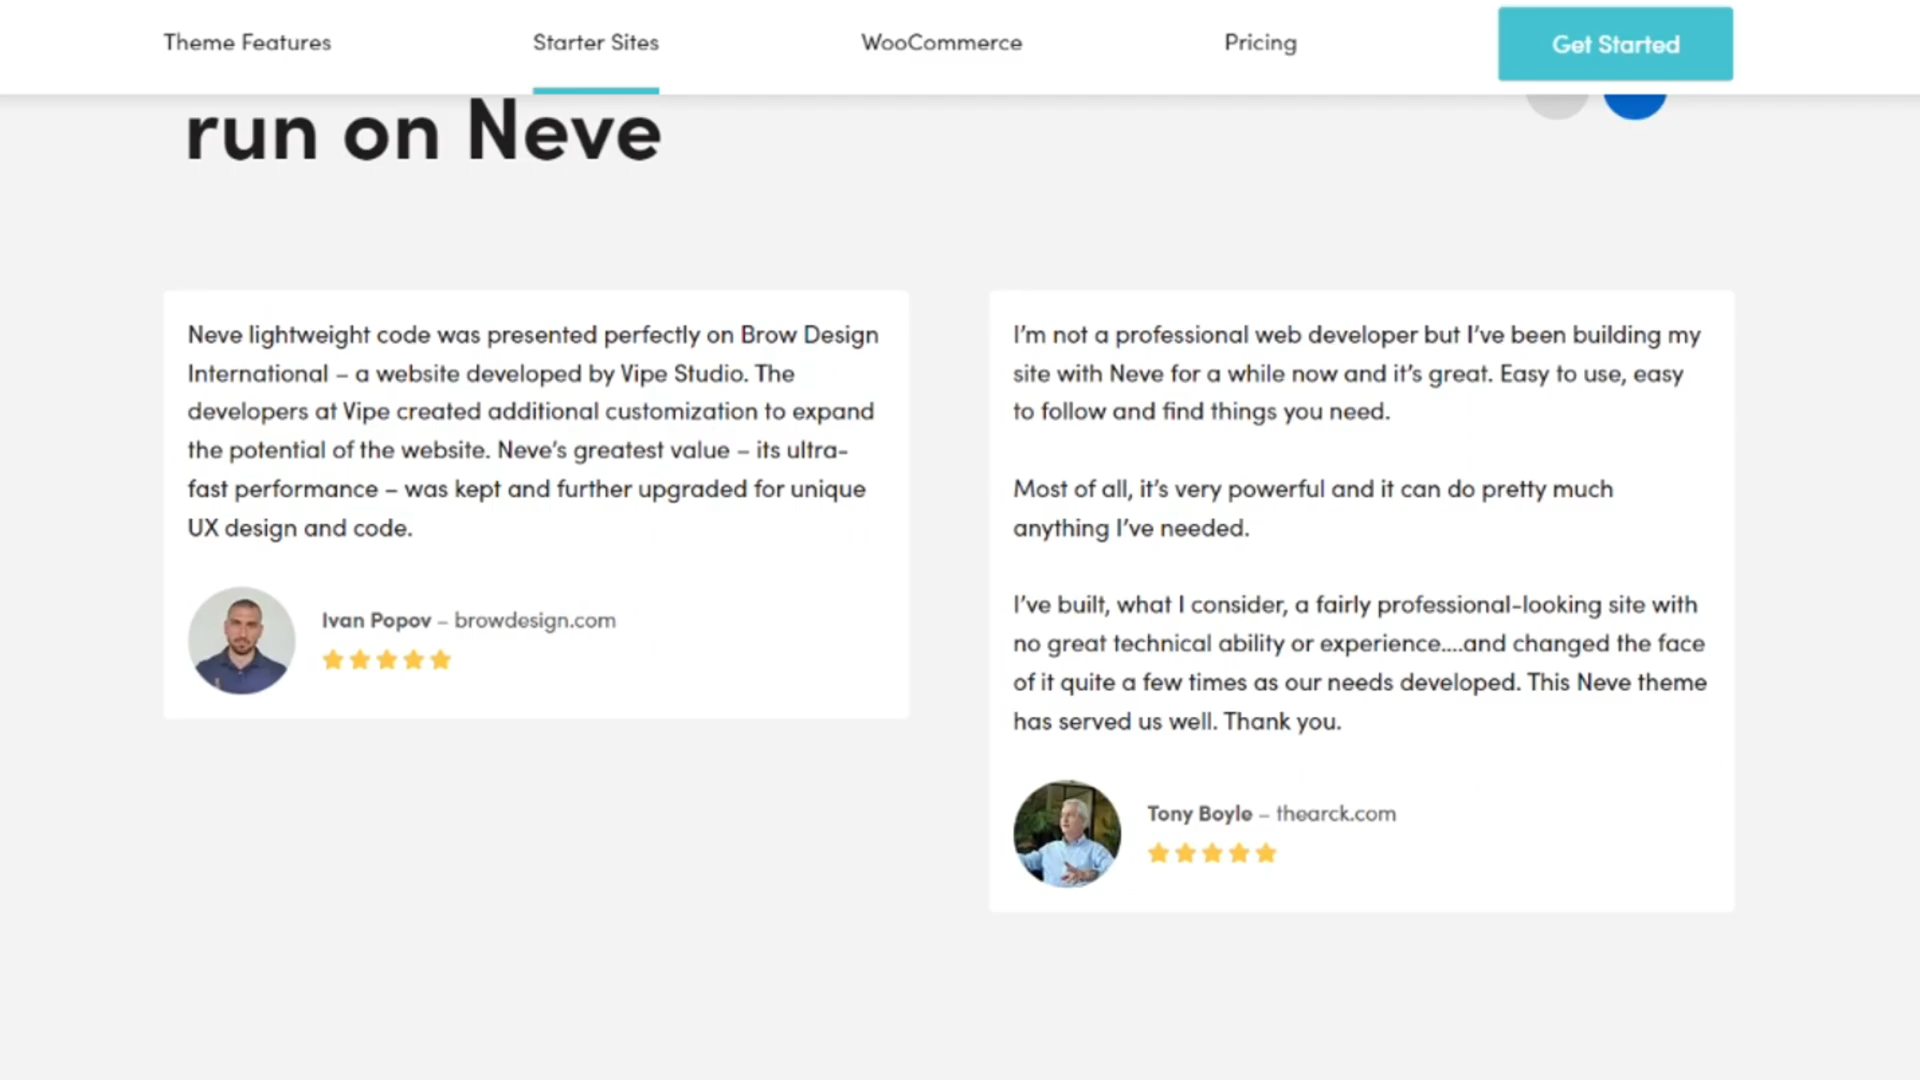 Theme Features
Starter Sites
WooCommerce
Pricing
Get Started
run on Neve
Neve lightweight code was presented perfectly on Brow Design
International – a website developed by Vipe Studio. The
developers at Vipe created additional customization to expand
the potential of the website. Neve’s greatest value – its ultra-
fast performance – was kept and further upgraded for unique
UX design and code.
Ivan Popov – browdesign.com
I’m not a professional web developer but I’ve been building my
site with Neve for a while now and it’s great. Easy to use, easy
to follow and find things you need.
Most of all, it’s very powerful and it can do pretty much
anything I’ve needed.
I’ve built, what I consider, a fairly professional-looking site with
no great technical ability or experience....and changed the face
of it quite a few times as our needs developed. This Neve theme
has served us well. Thank you.
Tony Boyle – thearck.com